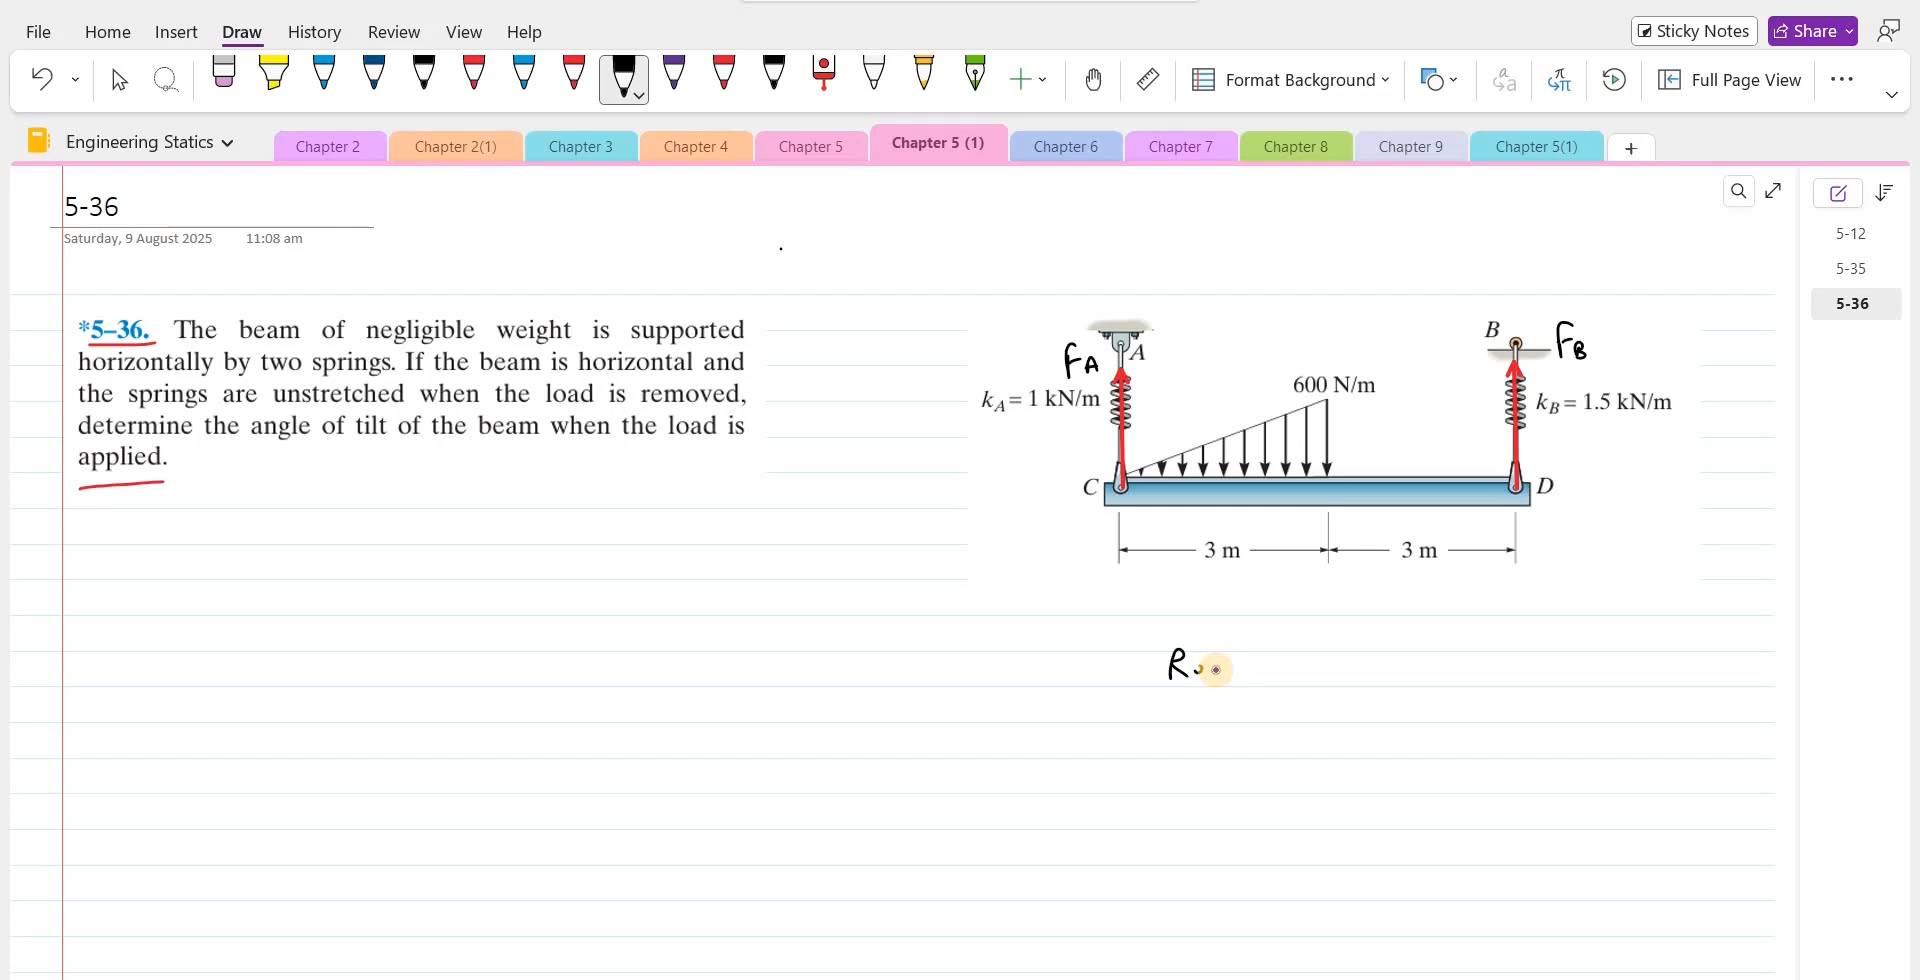 File Home Insert Draw History Review View Help
Sticky Notes Share
Format Background Full Page View
Engineering Statics
Chapter 2 Chapter 2(1) Chapter 3 Chapter 4 Chapter 5 Chapter 5 (1) Chapter 6 Chapter 7 Chapter 8 Chapter 9 Chapter 5(1)
5-36
Saturday, 9 August 2025 11:08 am
5-12
5-35
5-36
*5–36. The beam of negligible weight is supported
horizontally by two springs. If the beam is horizontal and
the springs are unstretched when the load is removed,
determine the angle of tilt of the beam when the load is
applied.
A
FA
kA = 1 kN/m
600 N/m
B
FB
kB = 1.5 kN/m
C
D
3 m
3 m
R